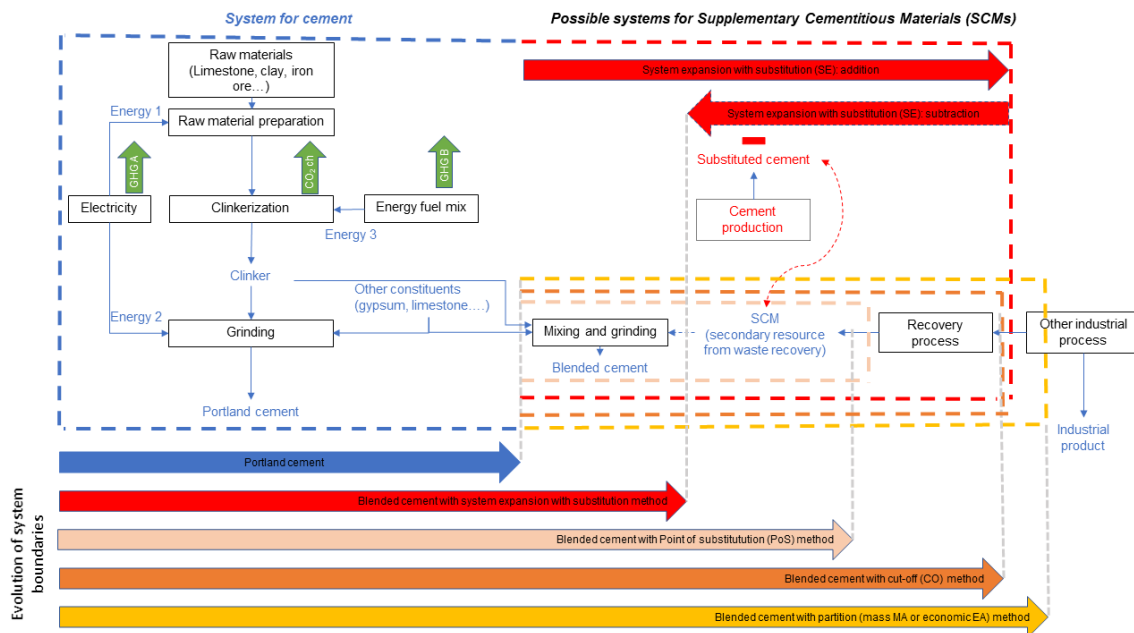 System for cement
Possible systems for Supplementary Cementitious Materials (SCMs)
Raw materials
(Limestone, clay, iron
ore…)
System expansion with substitution (SE): addition
Energy 1
Raw material preparation
System expansion with substitution (SE): subtraction
GHG A
CO₂ ch
GHG B
Substituted cement
Electricity
Clinkerization
Energy fuel mix
Cement
production
Energy 3
Clinker
Other constituents
(gypsum, limestone….)
Energy 2
Grinding
Mixing and grinding
SCM
(secondary resource
from waste recovery)
Recovery
process
Other industrial
process
Blended cement
Portland cement
Industrial
product
Evolution of system
boundaries
Portland cement
Blended cement with system expansion with substitution method
Blended cement with Point of substitutution (PoS) method
Blended cement with cut-off (CO) method
Blended cement with partition (mass MA or economic EA) method